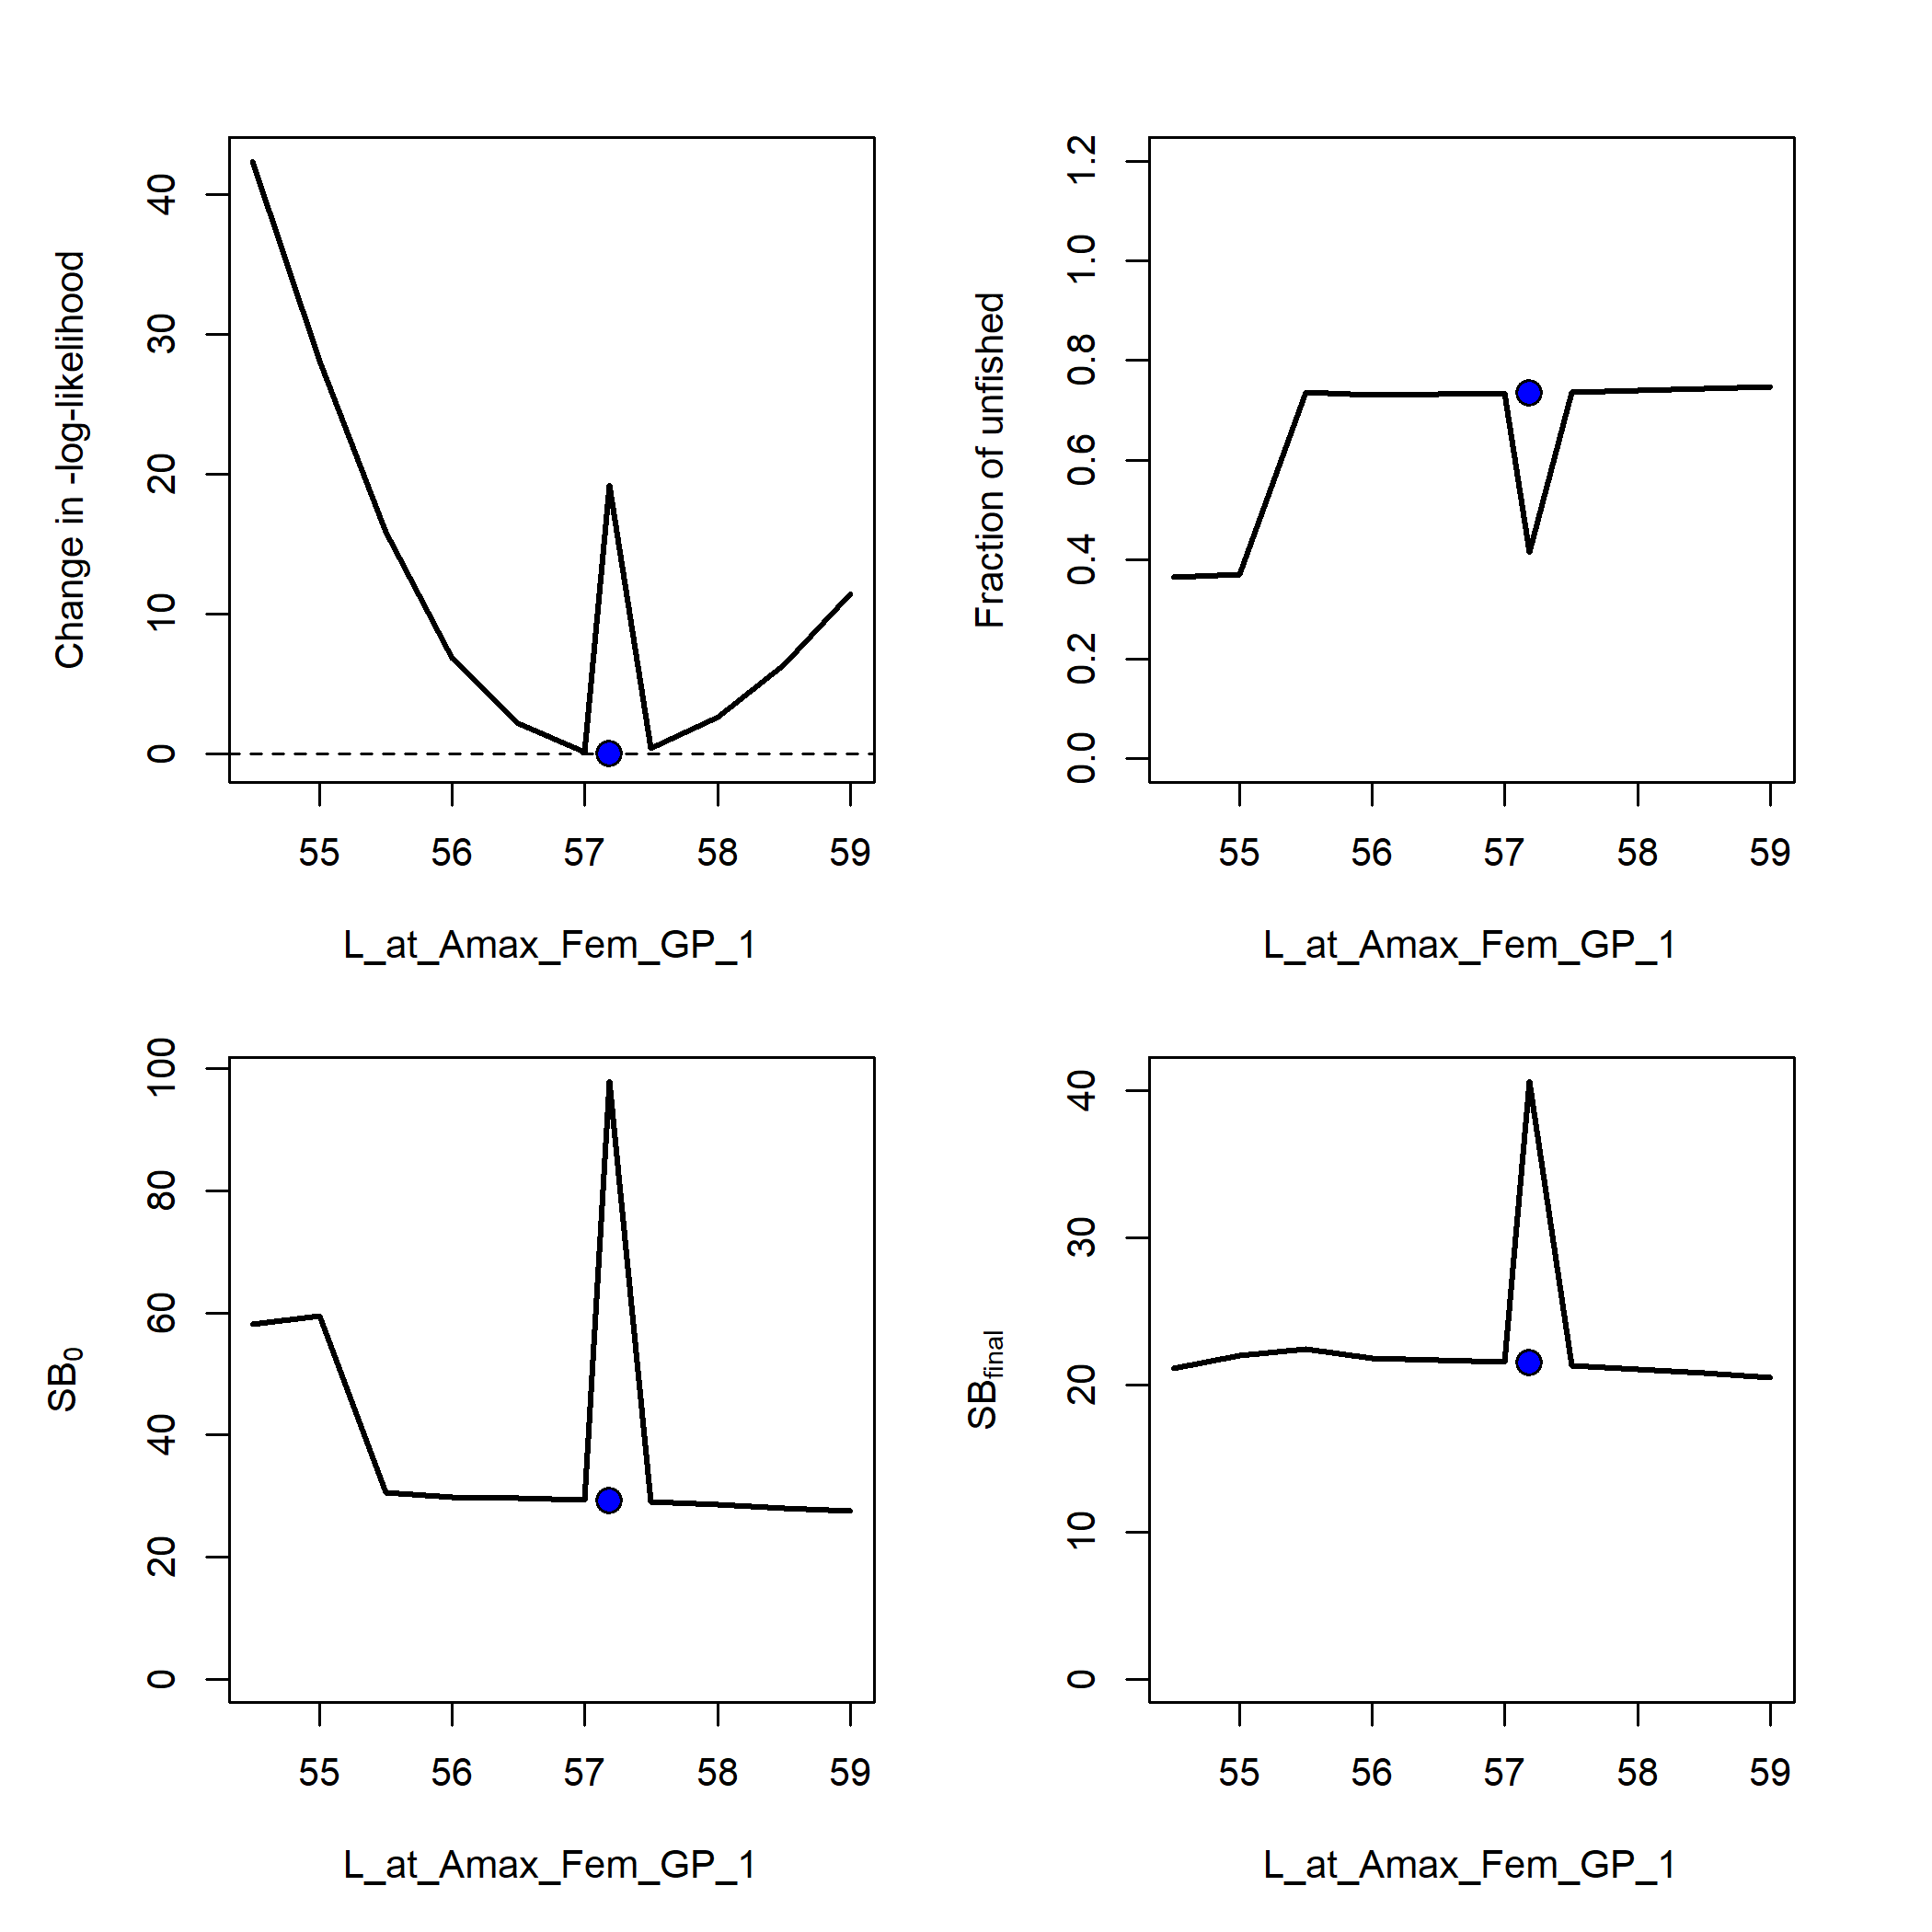 Change in -log-likelihood
0 10 20 30 40
55 56 57 58 59
L_at_Amax_Fem_GP_1
Fraction of unfished
0.0 0.2 0.4 0.6 0.8 1.0 1.2
55 56 57 58 59
L_at_Amax_Fem_GP_1
SB0
0 20 40 60 80 100
55 56 57 58 59
L_at_Amax_Fem_GP_1
SBfinal
0 10 20 30 40
55 56 57 58 59
L_at_Amax_Fem_GP_1